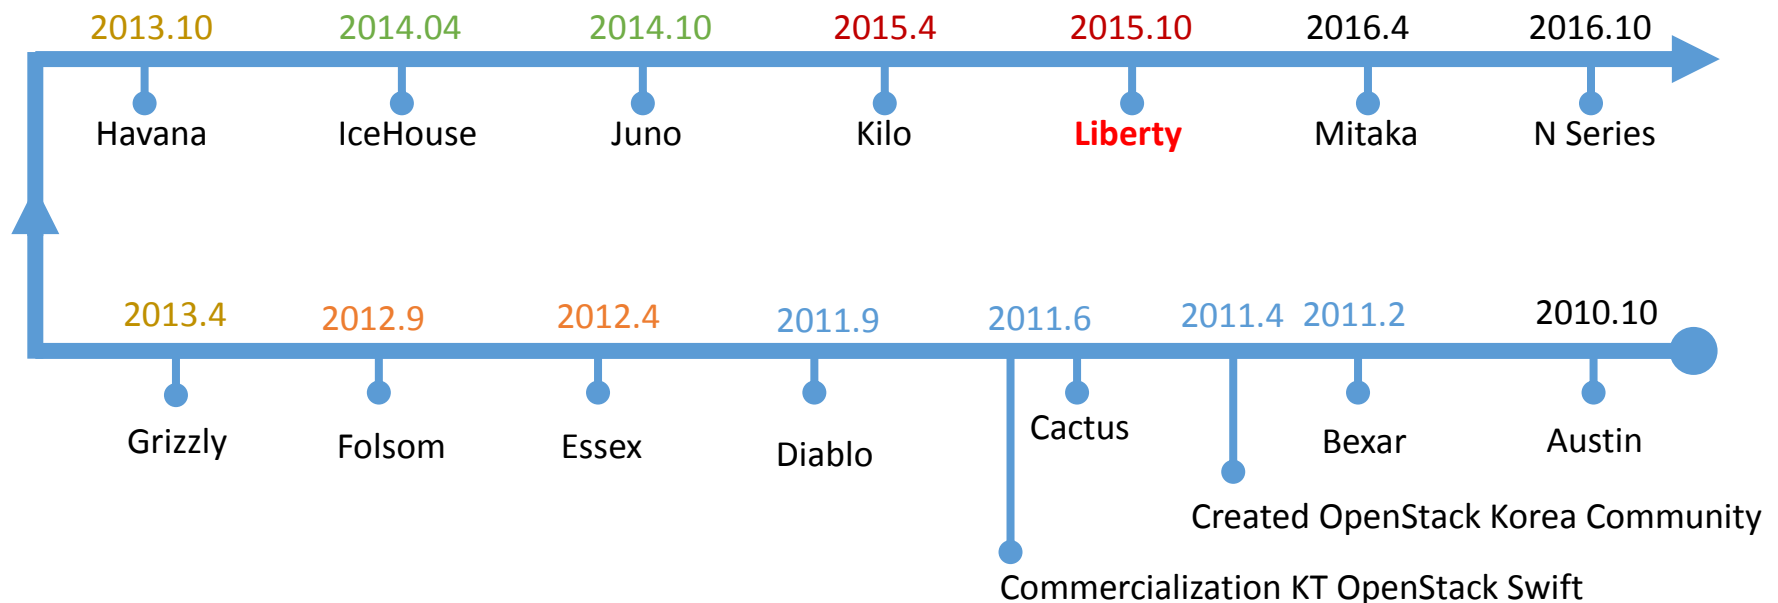 2013.10 2014.04 2014.10 2015.4 2015.10 2016.4 2016.10
Havana IceHouse Juno Kilo Liberty Mitaka N Series
2013.4 2012.9 2012.4 2011.9 2011.6 2011.4 2011.2 2010.10
Grizzly Folsom Essex Diablo Cactus Bexar Austin
Created OpenStack Korea Community
Commercialization KT OpenStack Swift